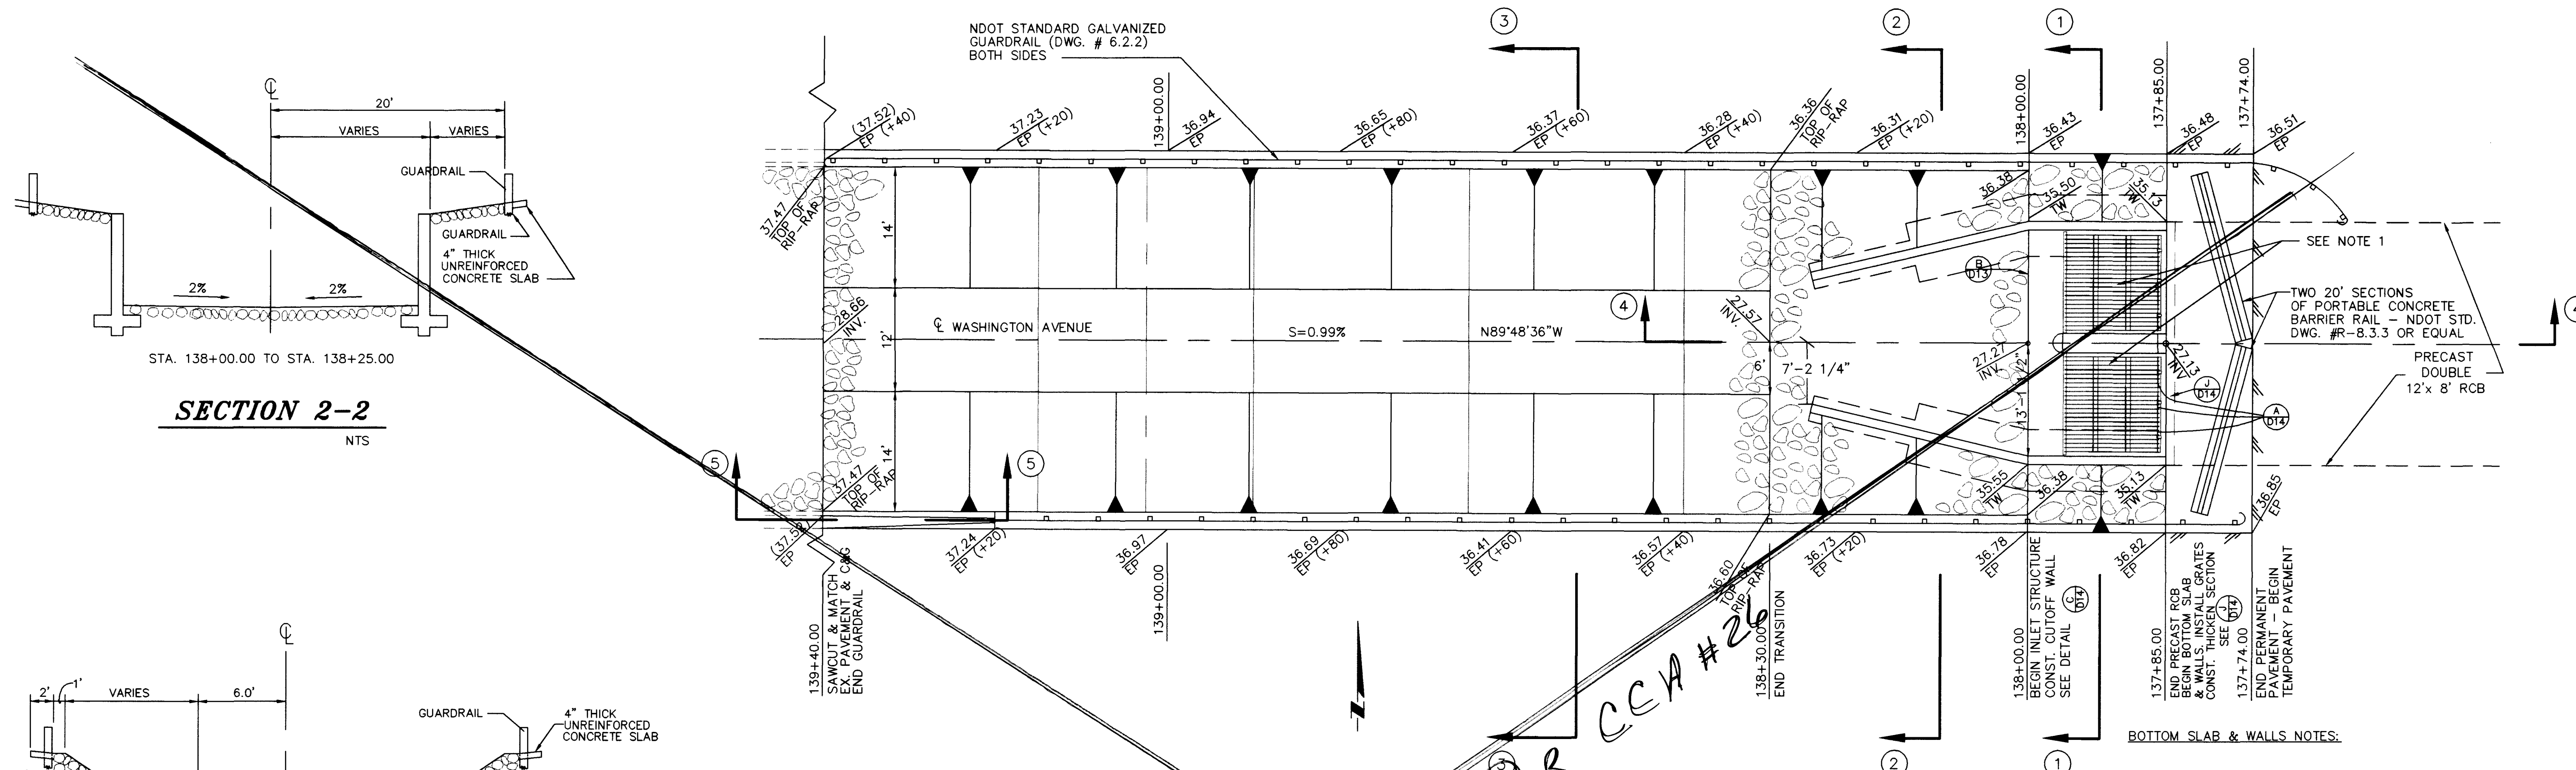 NDOT STANDARD GALVANIZED
GUARDRAIL (DWG. # 6.2.2)
BOTH SIDES
3
2
1
℄
20'
VARIES
VARIES
GUARDRAIL
GUARDRAIL
4" THICK
UNREINFORCED
CONCRETE SLAB
2%
2%
STA. 138+00.00 TO STA. 138+25.00
SECTION 2-2
NTS
(37.52)
EP (+40)
37.23
EP (+20)
139+00.00
36.94
EP
36.65
EP (+80)
36.37
EP (+60)
36.28
EP (+40)
36.36
TOP OF
RIP-RAP
36.31
EP (+20)
138+00.00
36.43
EP
137+85.00
36.48
EP
137+74.00
36.51
EP
37.47
TOP OF
RIP-RAP
14'
36.38
35.50
TW
35.13
TW
SEE NOTE 1
B
D13
28.66
INV.
12'
℄ WASHINGTON AVENUE
S=0.99%
N89°48'36"W
4
27.57
INV.
6'
7'-2 1/4"
27.27
INV.
27.13
INV.
TWO 20' SECTIONS
OF PORTABLE CONCRETE
BARRIER RAIL - NDOT STD.
DWG. #R-8.3.3 OR EQUAL
4
PRECAST
DOUBLE
12'x 8' RCB
J
D14
A
D14
14'
5
5
37.47
TOP OF
RIP-RAP
35.55
TW
36.38
35.13
TW
36.85
EP
EP
37.24
EP (+20)
36.97
EP
36.69
EP (+80)
36.41
EP (+60)
36.57
EP (+40)
36.60
TOP OF
RIP-RAP
36.73
EP (+20)
36.78
EP
36.82
EP
139+40.00
SAWCUT & MATCH
EX. PAVEMENT & C&G
END GUARDRAIL
139+00.00
138+30.00
END TRANSITION
138+00.00
BEGIN INLET STRUCTURE
CONST. CUTOFF WALL
SEE DETAIL C
D14
137+85.00
END PRECAST RCB
BEGIN BOTTOM SLAB
& WALLS. INSTALL GRATES
CONST. THICKEN SECTION
SEE J
D14
137+74.00
END PERMANENT
PAVEMENT - BEGIN
TEMPORARY PAVEMENT
CCA #26
℄
2'
1'
VARIES
6.0'
GUARDRAIL
4" THICK
UNREINFORCED
CONCRETE SLAB
BOTTOM SLAB & WALLS NOTES:
3
2
1